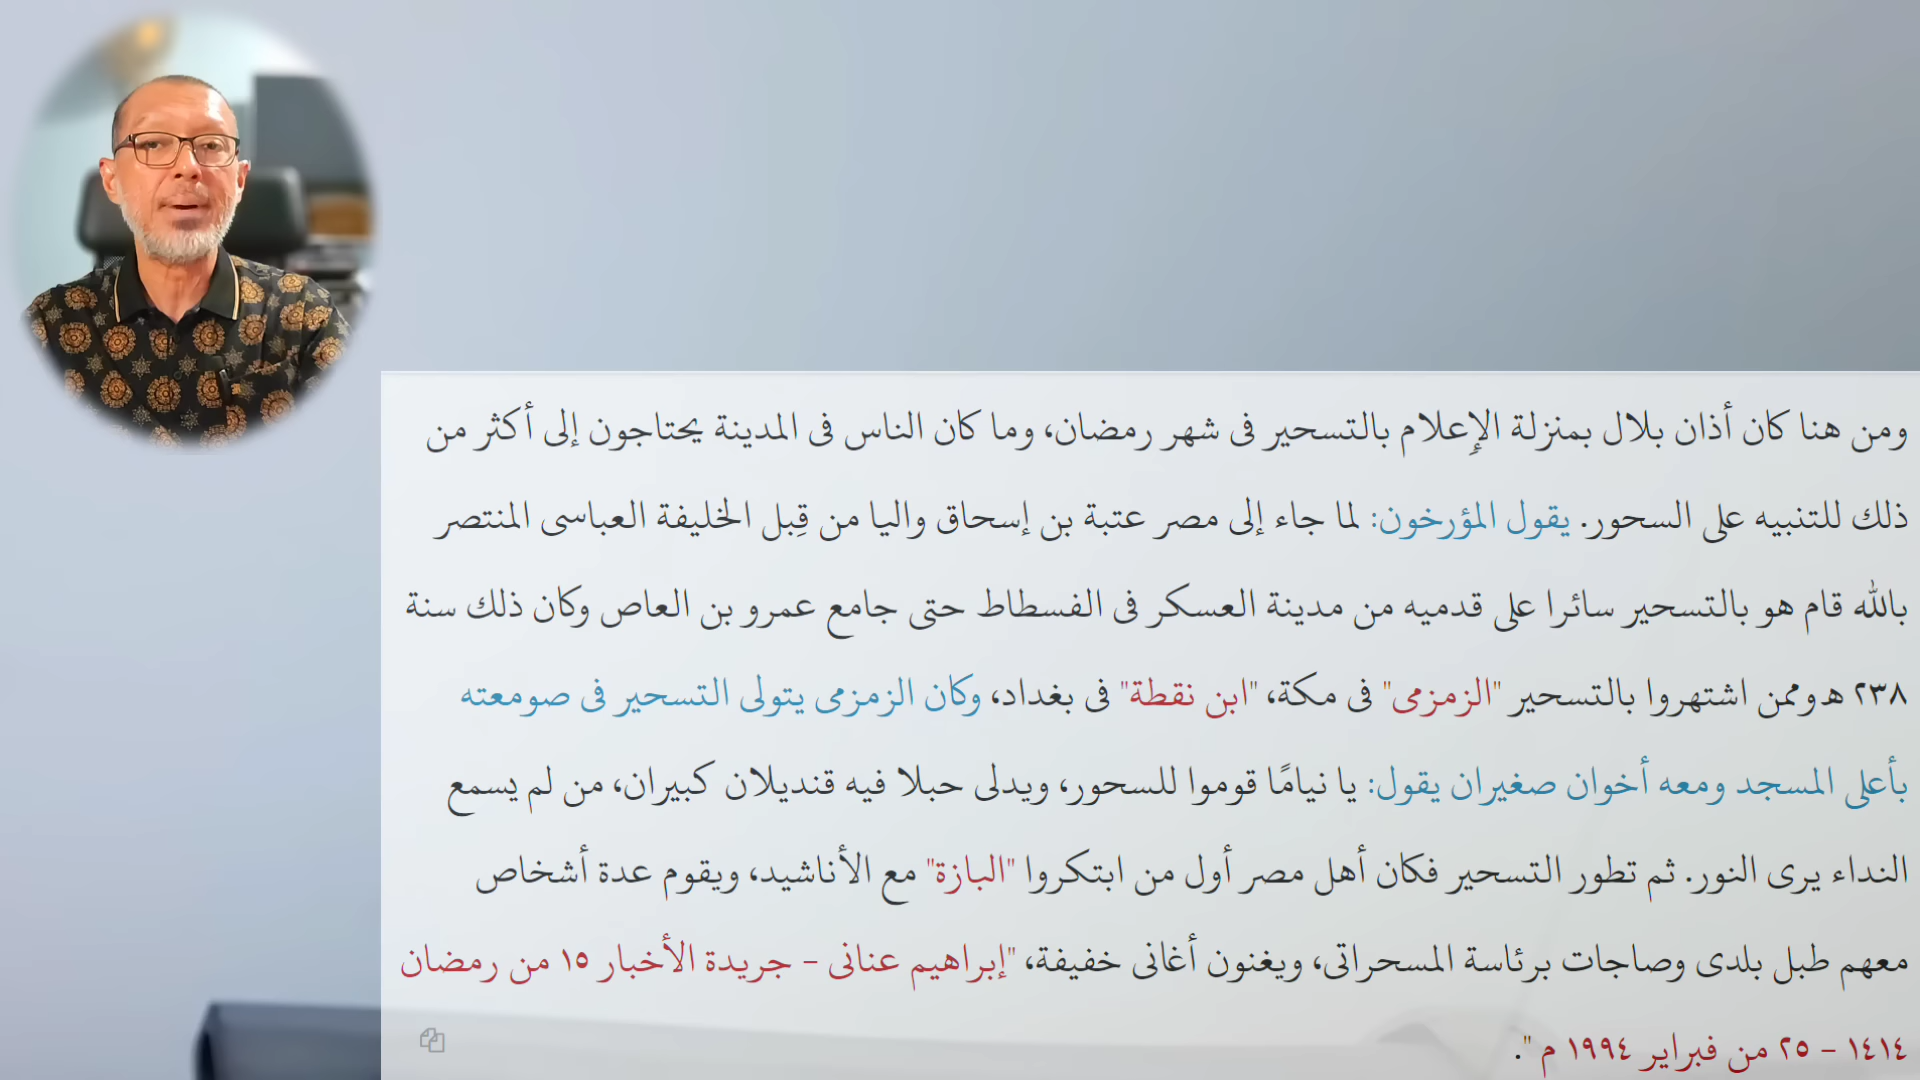 ومن هنا كان أذان بلال بمنزلة الإِعلام بالتسحير فى شهر رمضان، وما كان الناس فى المدينة يحتاجون إلى أكثر من
ذلك للتنبيه على السحور. يقول المؤرخون: لما جاء إلى مصر عتبة بن إسحاق واليا من قِبل الخليفة العباسى المنتصر
بالله قام هو بالتسحير سائرا على قدميه من مدينة العسكر فى الفسطاط حتى جامع عمرو بن العاص وكان ذلك سنة
٢٣٨ هـ وممن اشتهروا بالتسحير "الزمزمى" فى مكة، "ابن نقطة" فى بغداد، وكان الزمزمى يتولى التسحير فى صومعته
بأعلى المسجد ومعه أخوان صغيران يقول: يا نيامًا قوموا للسحور، ويدلى حبلا فيه قنديلان كبيران، من لم يسمع
النداء يرى النور. ثم تطور التسحير فكان أهل مصر أول من ابتكروا "البازة" مع الأناشيد، ويقوم عدة أشخاص
معهم طبل بلدى وصاجات برئاسة المسحراتى، ويغنون أغانى خفيفة، "إبراهيم عنانى – جريدة الأخبار ١٥ من رمضان
١٤١٤ – ٢٥ من فبراير ١٩٩٤ م ".